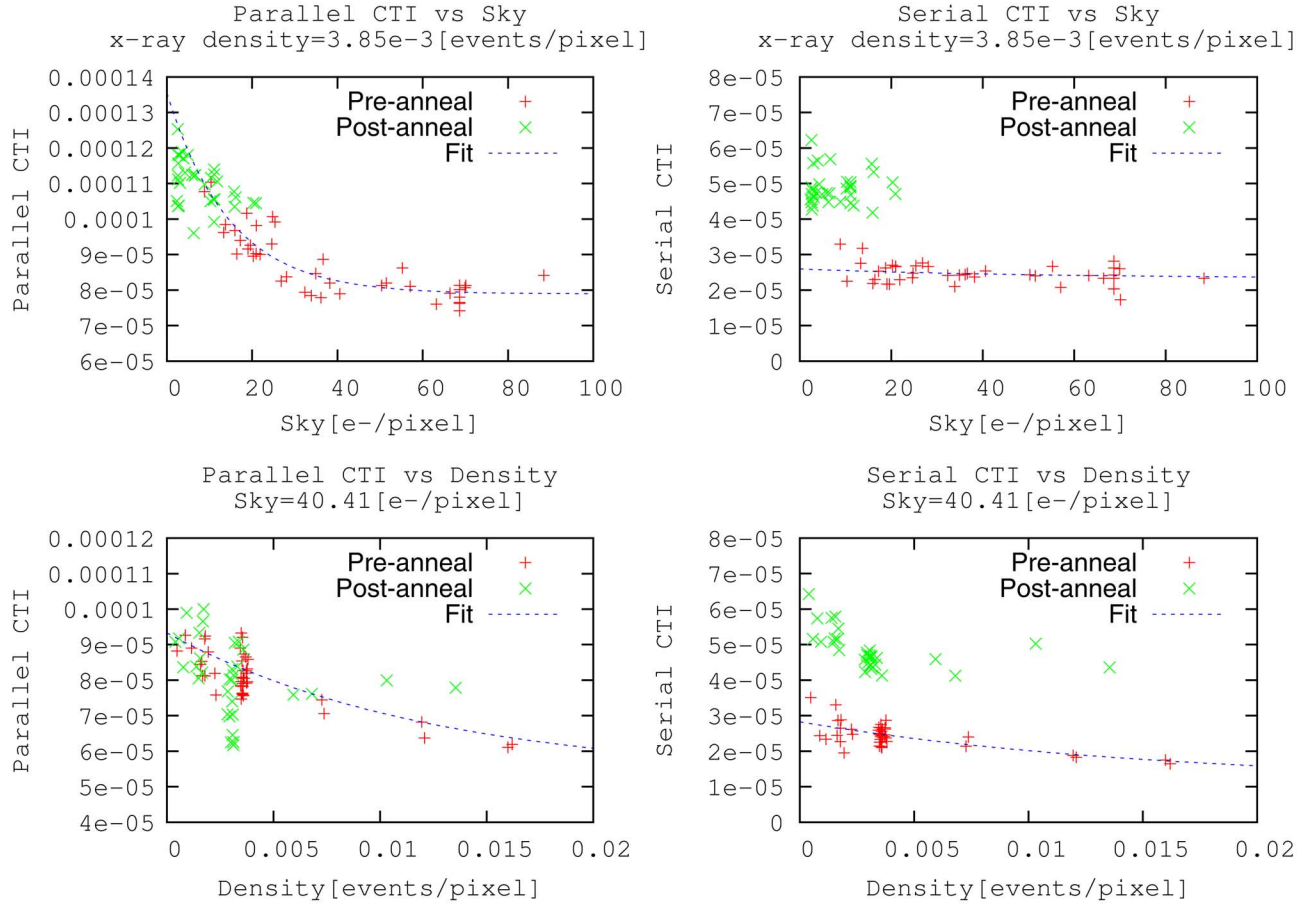 Parallel CTI vs Sky
x-ray density=3.85e-3[events/pixel]
Parallel CTI
0.00014
0.00013
0.00012
0.00011
0.0001
9e-05
8e-05
7e-05
6e-05
Pre-anneal
Post-anneal
Fit
0 20 40 60 80 100
Sky[e-/pixel]
Serial CTI vs Sky
x-ray density=3.85e-3[events/pixel]
Serial CTI
8e-05
7e-05
6e-05
5e-05
4e-05
3e-05
2e-05
1e-05
0
Pre-anneal
Post-anneal
Fit
0 20 40 60 80 100
Sky[e-/pixel]
Parallel CTI vs Density
Sky=40.41[e-/pixel]
Parallel CTI
0.00012
0.00011
0.0001
9e-05
8e-05
7e-05
6e-05
5e-05
4e-05
Pre-anneal
Post-anneal
Fit
0 0.005 0.01 0.015 0.02
Density[events/pixel]
Serial CTI vs Density
Sky=40.41[e-/pixel]
Serial CTI
8e-05
7e-05
6e-05
5e-05
4e-05
3e-05
2e-05
1e-05
0
Pre-anneal
Post-anneal
Fit
0 0.005 0.01 0.015 0.02
Density[events/pixel]